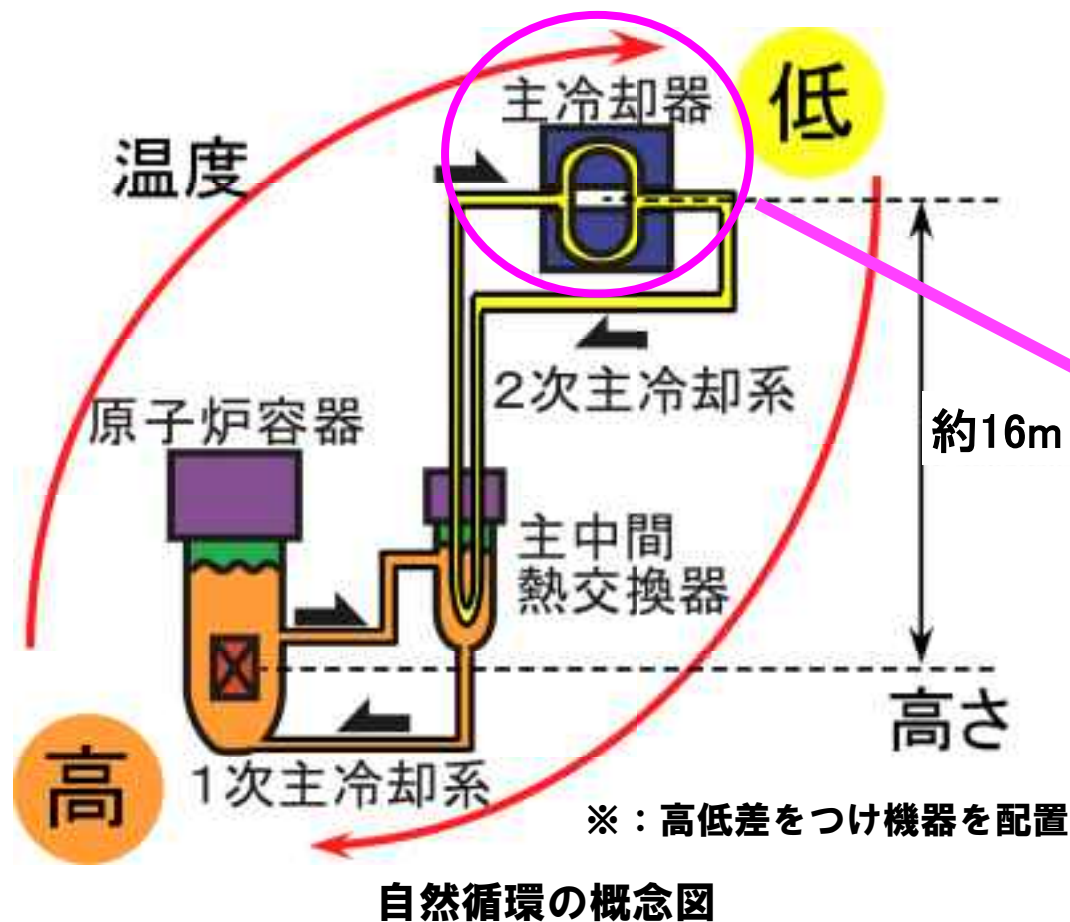 主冷却器
低
温度
2次主冷却系
約16m
原子炉容器
主中間
熱交換器
高さ
高
1次主冷却系
※：高低差をつけ機器を配置
自然循環の概念図